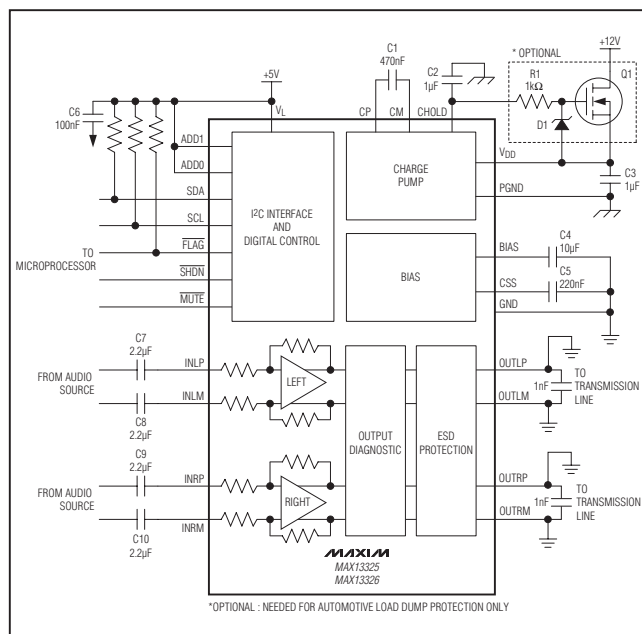 +12V
* OPTIONAL
Q1
R1
1kΩ
D1
C1
470nF
C2
1µF
+5V
C6
100nF
VL
CP
CM
CHOLD
ADD1
ADD0
SDA
SCL
FLAG
SHDN
MUTE
TO
MICROPROCESSOR
I²C INTERFACE
AND
DIGITAL CONTROL
CHARGE
PUMP
VDD
PGND
C3
1µF
BIAS
BIAS
CSS
GND
C4
10µF
C5
220nF
C7
2.2µF
INLP
FROM AUDIO
SOURCE
INLM
C8
2.2µF
LEFT
C9
2.2µF
INRP
FROM AUDIO
SOURCE
INRM
C10
2.2µF
RIGHT
OUTPUT
DIAGNOSTIC
ESD
PROTECTION
OUTLP
1nF
TO
TRANSMISSION
LINE
OUTLM
OUTRP
1nF
TO
TRANSMISSION
LINE
OUTRM
MAXIM
MAX13325
MAX13326
*OPTIONAL : NEEDED FOR AUTOMOTIVE LOAD DUMP PROTECTION ONLY